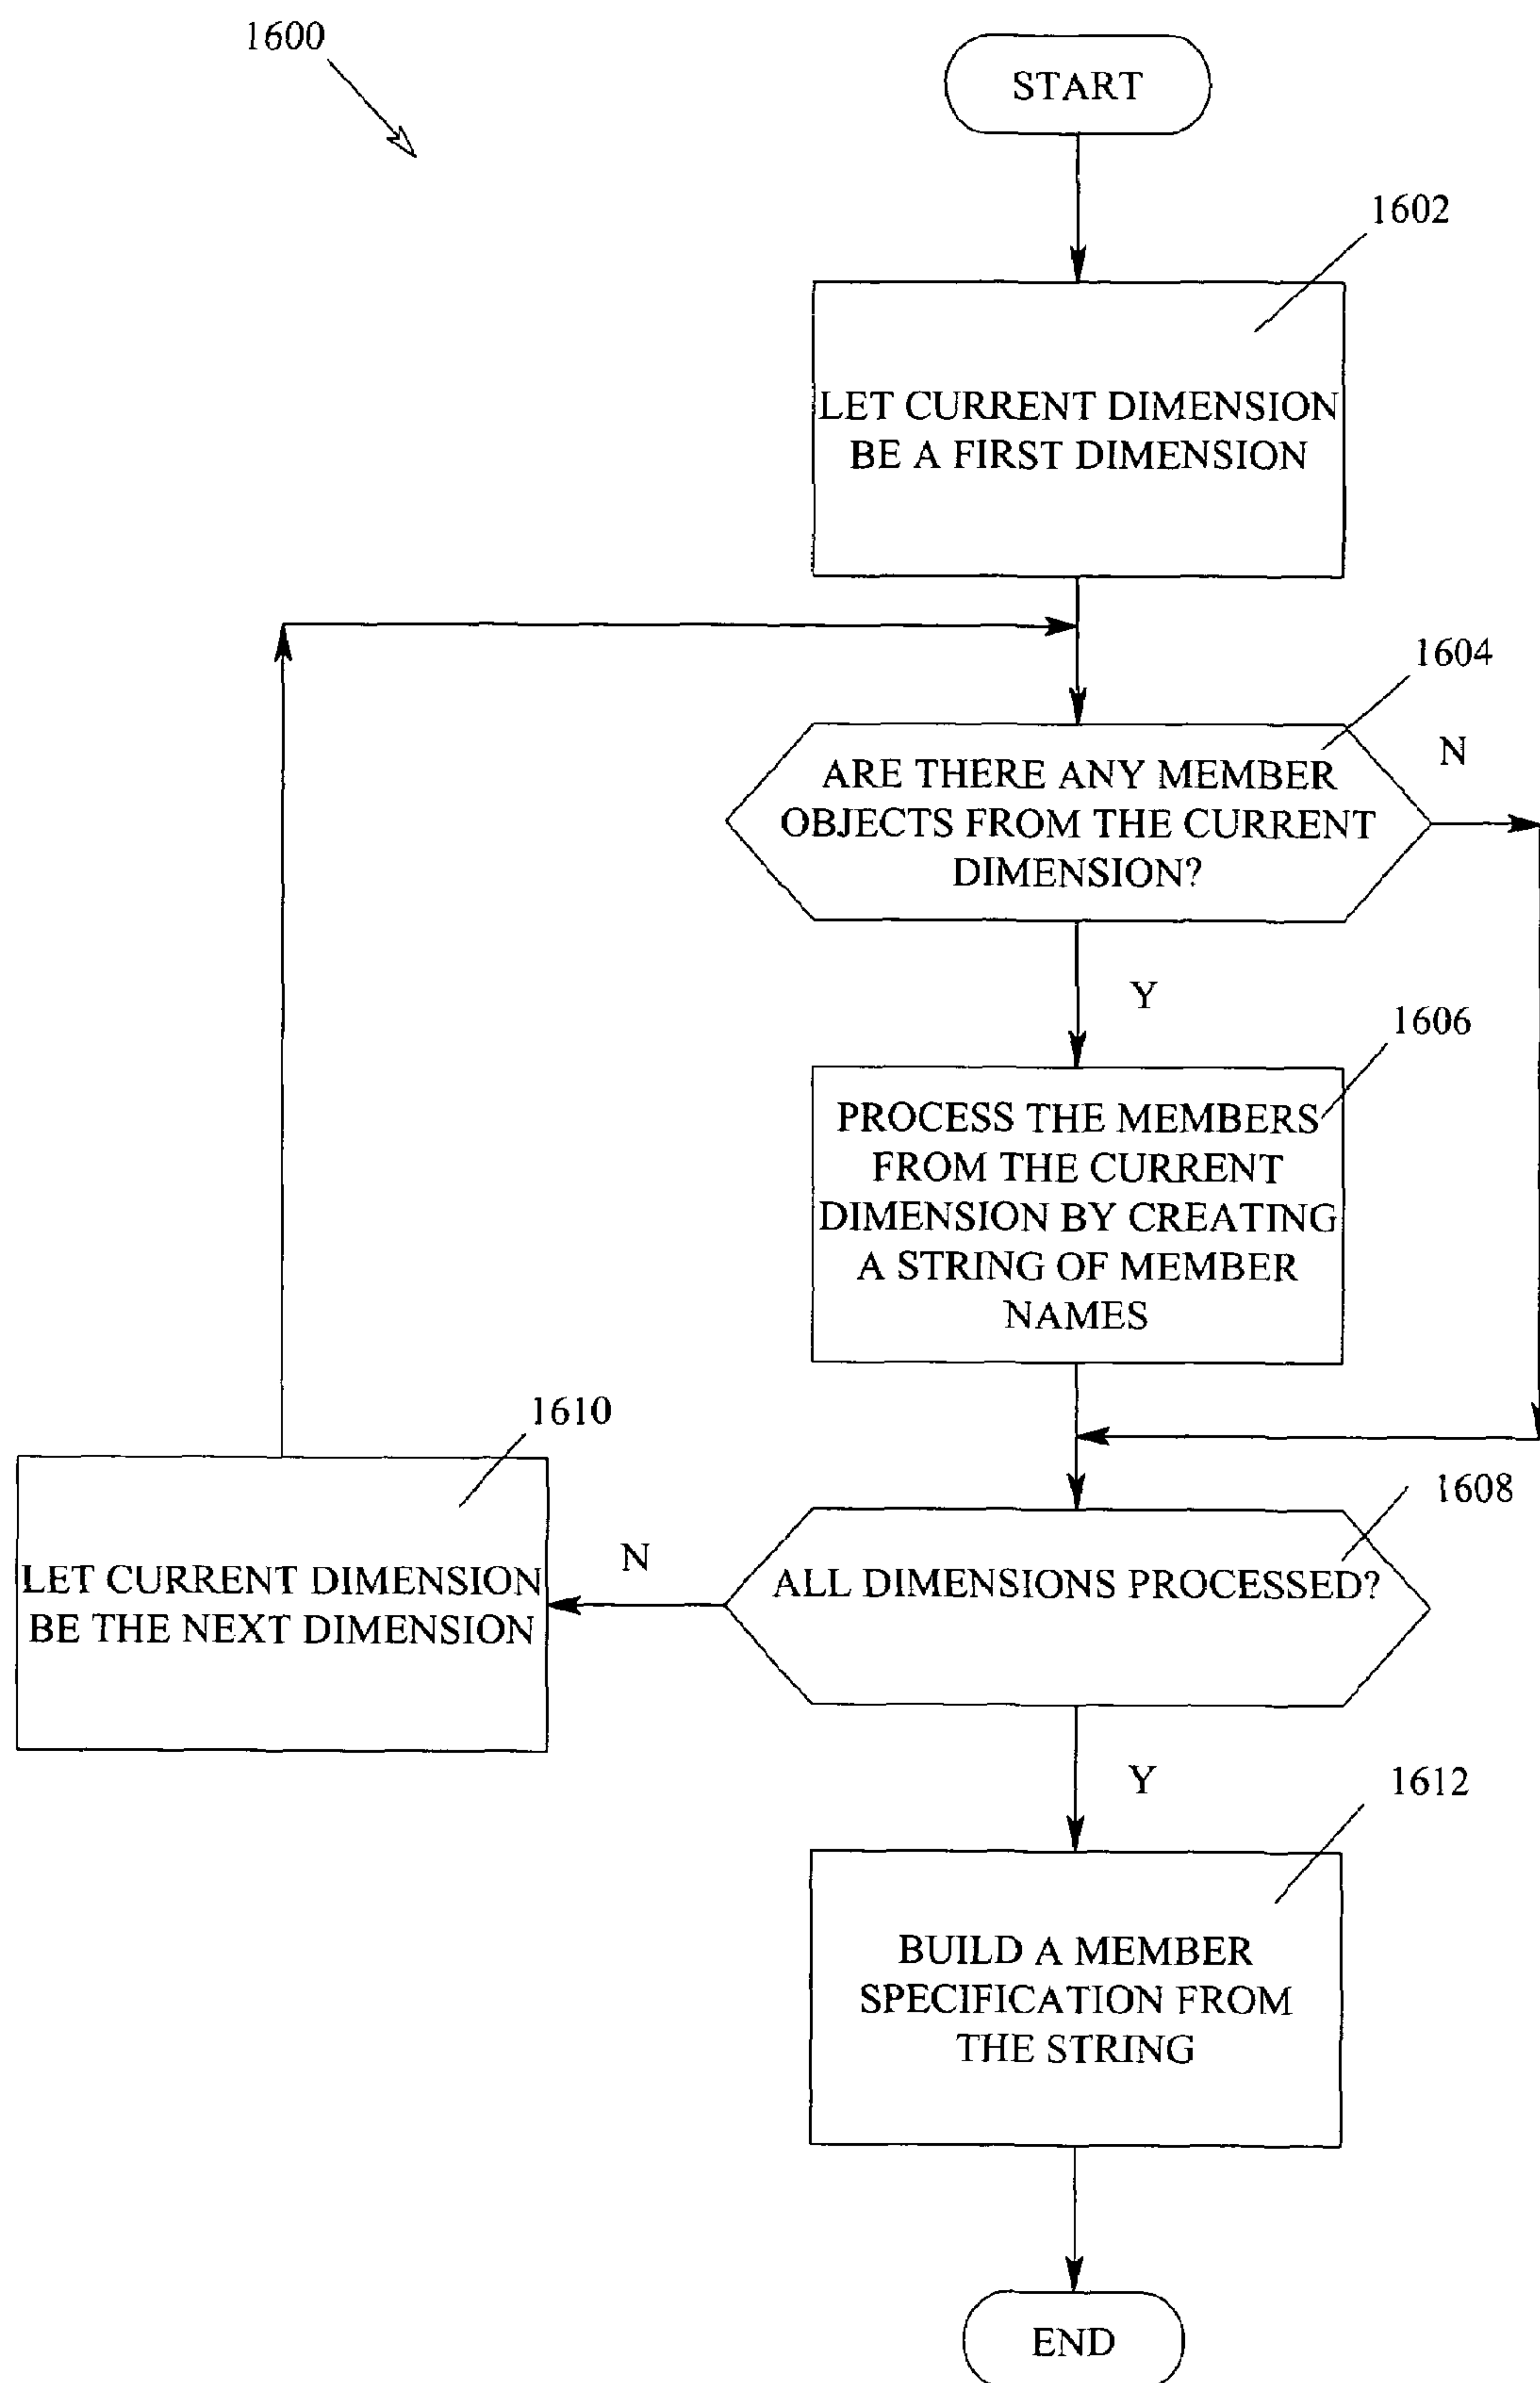 1600
START
1602
LET CURRENT DIMENSION
BE A FIRST DIMENSION
1604
N
ARE THERE ANY MEMBER
OBJECTS FROM THE CURRENT
DIMENSION?
Y
1606
PROCESS THE MEMBERS
FROM THE CURRENT
DIMENSION BY CREATING
A STRING OF MEMBER
NAMES
1610
1608
N
ALL DIMENSIONS PROCESSED?
LET CURRENT DIMENSION
BE THE NEXT DIMENSION
Y
1612
BUILD A MEMBER
SPECIFICATION FROM
THE STRING
END